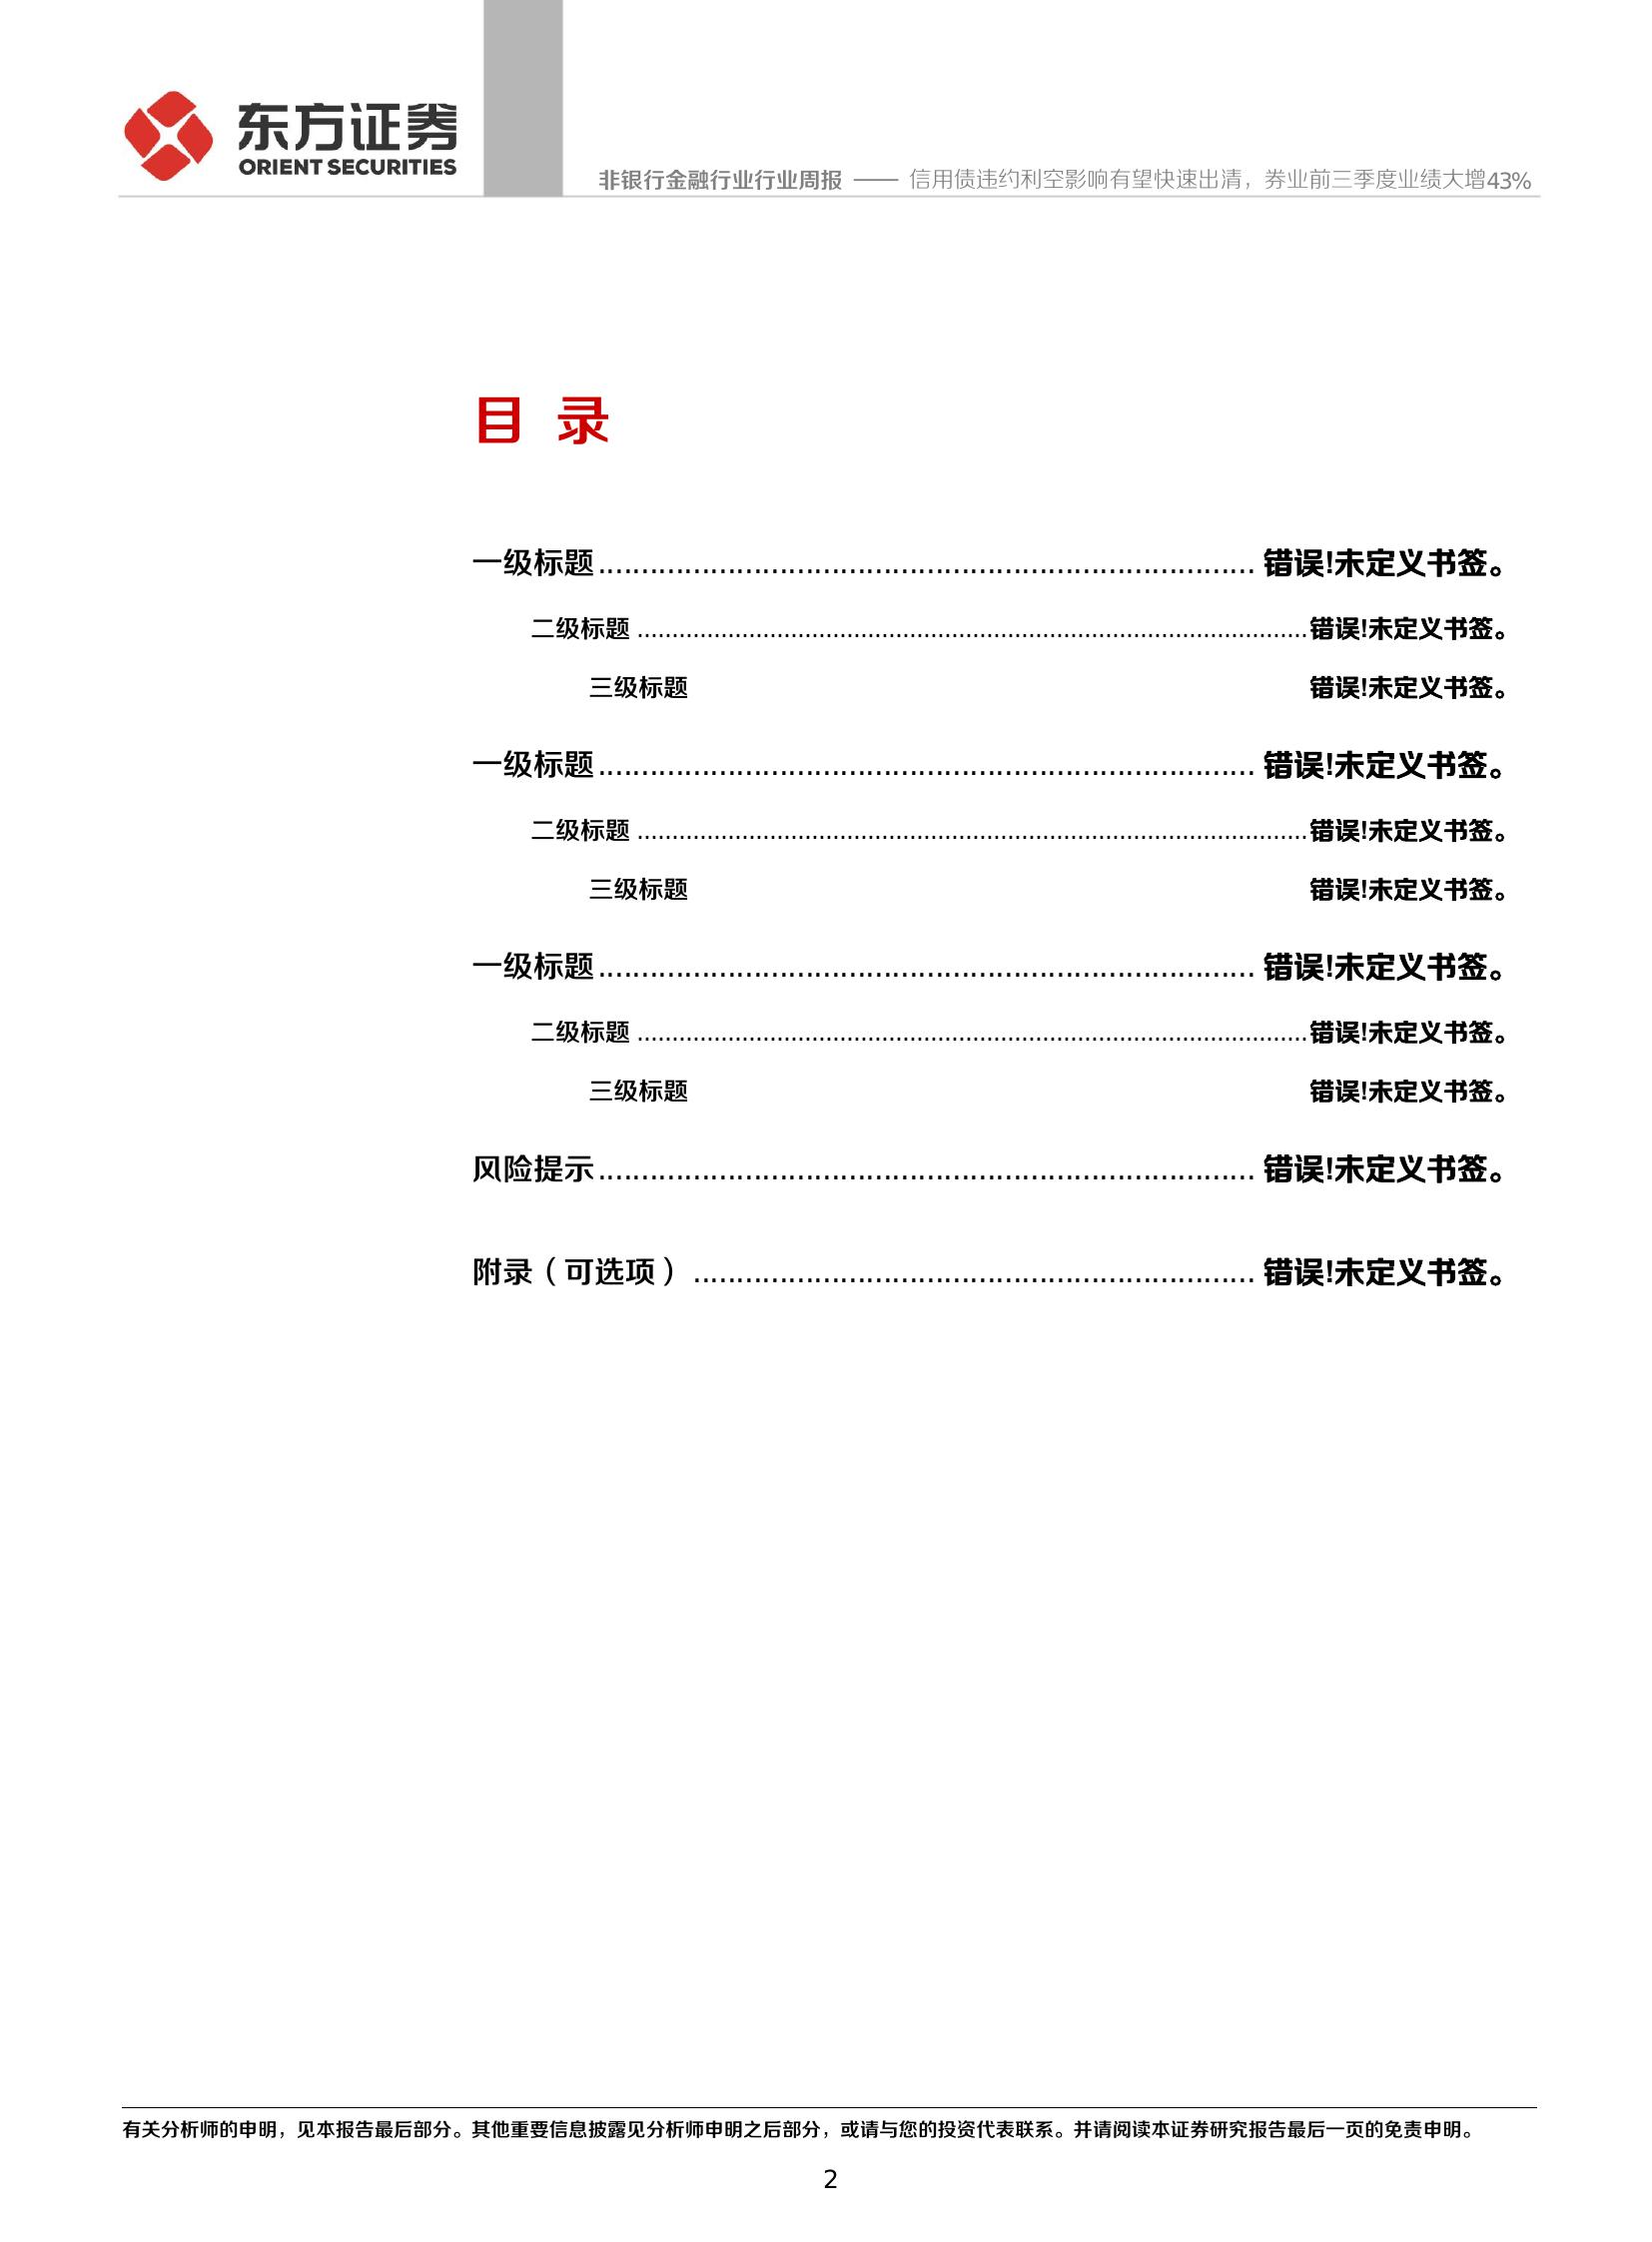 东方证券
ORIENT SECURITIES
非银行金融行业行业周报 —— 信用债违约利空影响有望快速出清，券业前三季度业绩大增43%
目 录
一级标题........................................................................... 错误!未定义书签。
二级标题 ................................................................................................错误!未定义书签。
三级标题 错误!未定义书签。
一级标题........................................................................... 错误!未定义书签。
二级标题 ................................................................................................错误!未定义书签。
三级标题 错误!未定义书签。
一级标题........................................................................... 错误!未定义书签。
二级标题 ................................................................................................错误!未定义书签。
三级标题 错误!未定义书签。
风险提示........................................................................... 错误!未定义书签。
附录（可选项）................................................................ 错误!未定义书签。
有关分析师的申明，见本报告最后部分。其他重要信息披露见分析师申明之后部分，或请与您的投资代表联系。并请阅读本证券研究报告最后一页的免责申明。
2